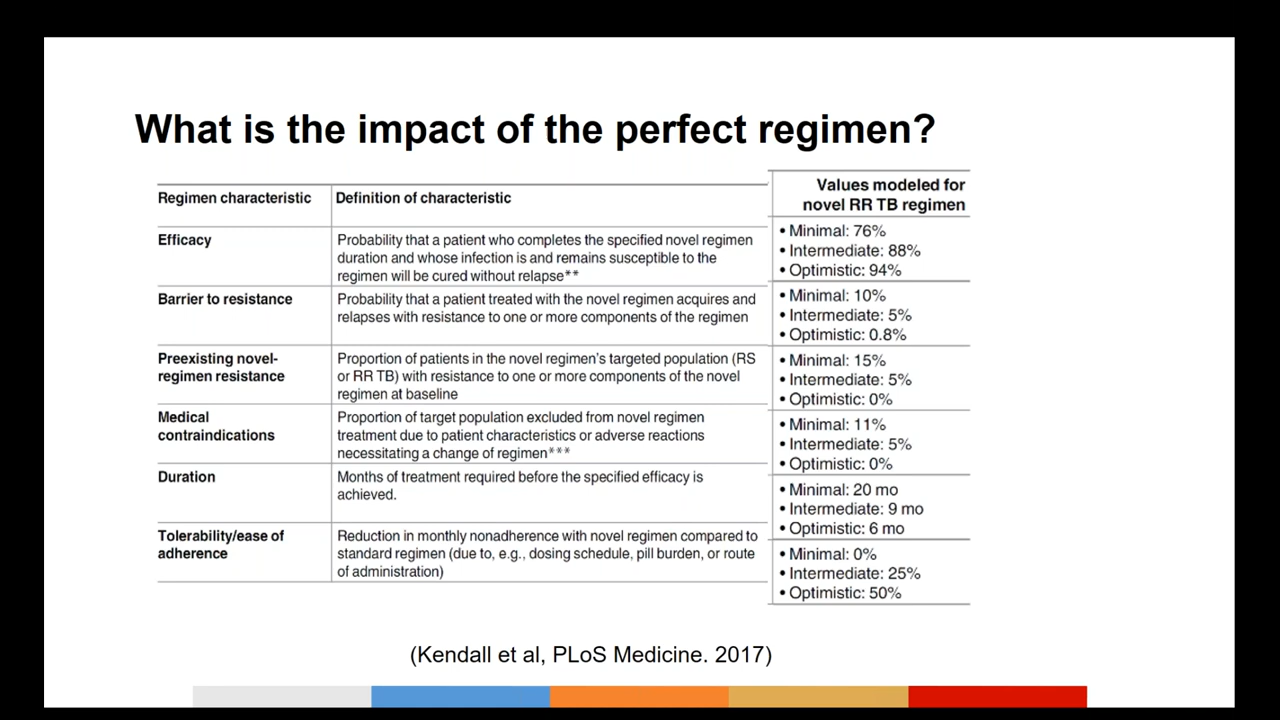 What is the impact of the perfect regimen?
Regimen characteristic
Definition of characteristic
Values modeled for
novel RR TB regimen
Efficacy
Probability that a patient who completes the specified novel regimen
duration and whose infection is and remains susceptible to the
regimen will be cured without relapse**
• Minimal: 76%
• Intermediate: 88%
• Optimistic: 94%
Barrier to resistance
Probability that a patient treated with the novel regimen acquires and
relapses with resistance to one or more components of the regimen
• Minimal: 10%
• Intermediate: 5%
• Optimistic: 0.8%
Preexisting novel-
regimen resistance
Proportion of patients in the novel regimen's targeted population (RS
or RR TB) with resistance to one or more components of the novel
regimen at baseline
• Minimal: 15%
• Intermediate: 5%
• Optimistic: 0%
Medical
contraindications
Proportion of target population excluded from novel regimen
treatment due to patient characteristics or adverse reactions
necessitating a change of regimen***
• Minimal: 11%
• Intermediate: 5%
• Optimistic: 0%
Duration
Months of treatment required before the specified efficacy is
achieved.
• Minimal: 20 mo
• Intermediate: 9 mo
• Optimistic: 6 mo
Tolerability/ease of
adherence
Reduction in monthly nonadherence with novel regimen compared to
standard regimen (due to, e.g., dosing schedule, pill burden, or route
of administration)
• Minimal: 0%
• Intermediate: 25%
• Optimistic: 50%
(Kendall et al, PLoS Medicine. 2017)